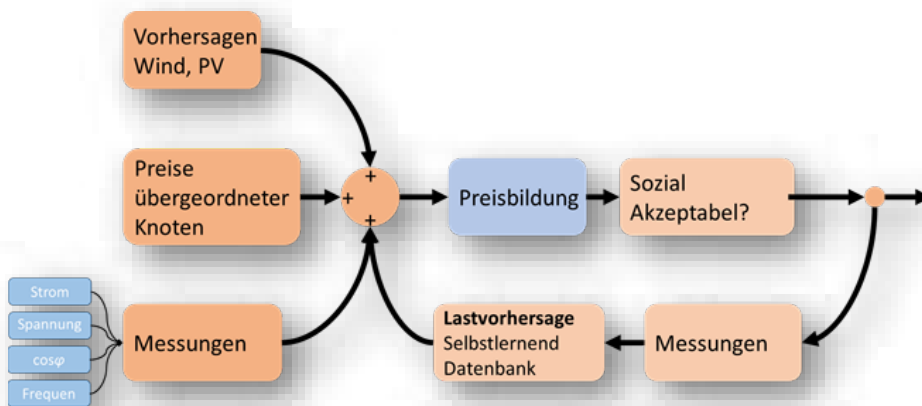 Vorhersagen
Wind, PV
Preise
übergeordneter
Knoten
+
+
+
Preisbildung
Sozial
Akzeptabel?
Strom
Spannung
cosφ
Frequen
Messungen
Lastvorhersage
Selbstlernend
Datenbank
Messungen